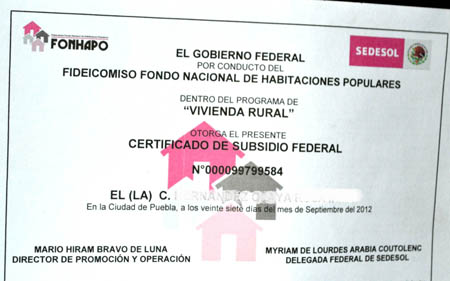 FONHAPO
SEDESOL
EL GOBIERNO FEDERAL
POR CONDUCTO DEL
FIDEICOMISO FONDO NACIONAL DE HABITACIONES POPULARES
DENTRO DEL PROGRAMA DE
“VIVIENDA RURAL”
OTORGA EL PRESENTE
CERTIFICADO DE SUBSIDIO FEDERAL
N°000099799584
EL (LA) C.
En la Ciudad de Puebla, a los veinte siete días del mes de Septiembre del 2012
MARIO HIRAM BRAVO DE LUNA
DIRECTOR DE PROMOCIÓN Y OPERACIÓN
MYRIAM DE LOURDES ARABIA COUTOLENC
DELEGADA FEDERAL DE SEDESOL